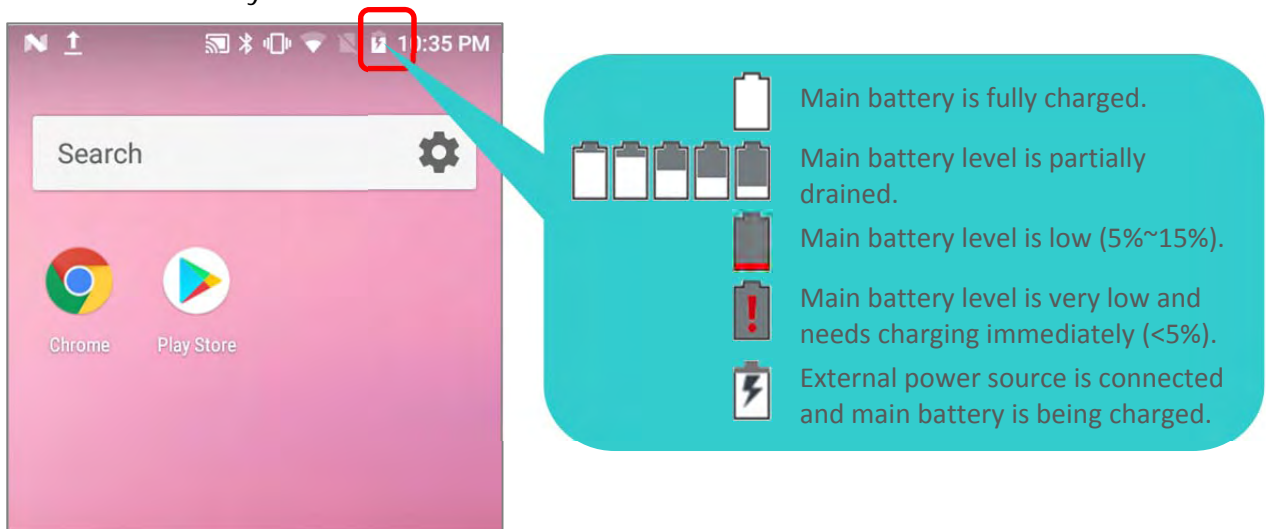 10:35 PM
Search
Chrome
Play Store
Main battery is fully charged.
Main battery level is partially
drained.
Main battery level is low (5%~15%).
Main battery level is very low and
needs charging immediately (<5%).
External power source is connected
and main battery is being charged.